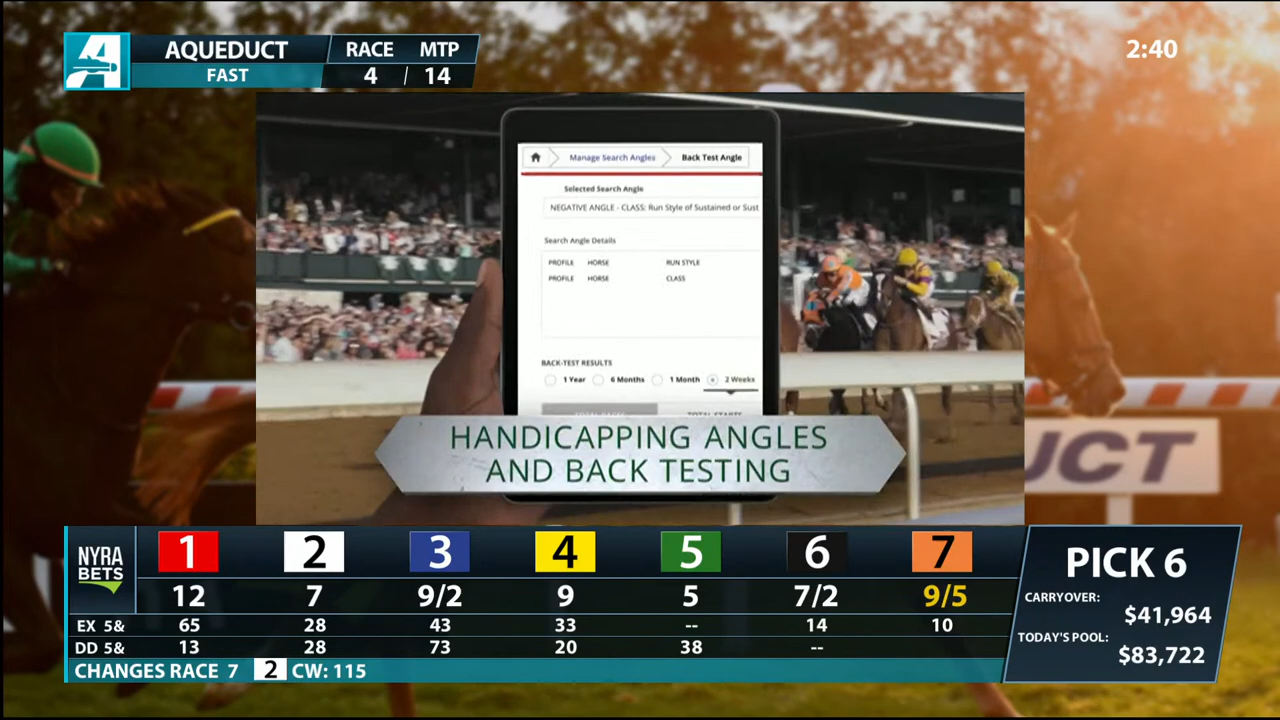 AQUEDUCT
FAST
RACE MTP
4 / 14
2:40
Manage Search Angles Back Test Angle
Selected Search Angle
NEGATIVE ANGLE - CLASS: Run Style of Sustained or Sust
Search Angle Details
PROFILE HORSE RUN STYLE
PROFILE HORSE CLASS
BACK-TEST RESULTS
1 Year 6 Months 1 Month 2 Weeks
HANDICAPPING ANGLES
AND BACK TESTING
UCT
NYRA
BETS
1 2 3 4 5 6 7
12 7 9/2 9 5 7/2 9/5
EX 5& 65 28 43 33 -- 14 10
DD 5& 13 28 73 20 38 --
CHANGES RACE 7 2 CW: 115
PICK 6
CARRYOVER:
$41,964
TODAY'S POOL:
$83,722